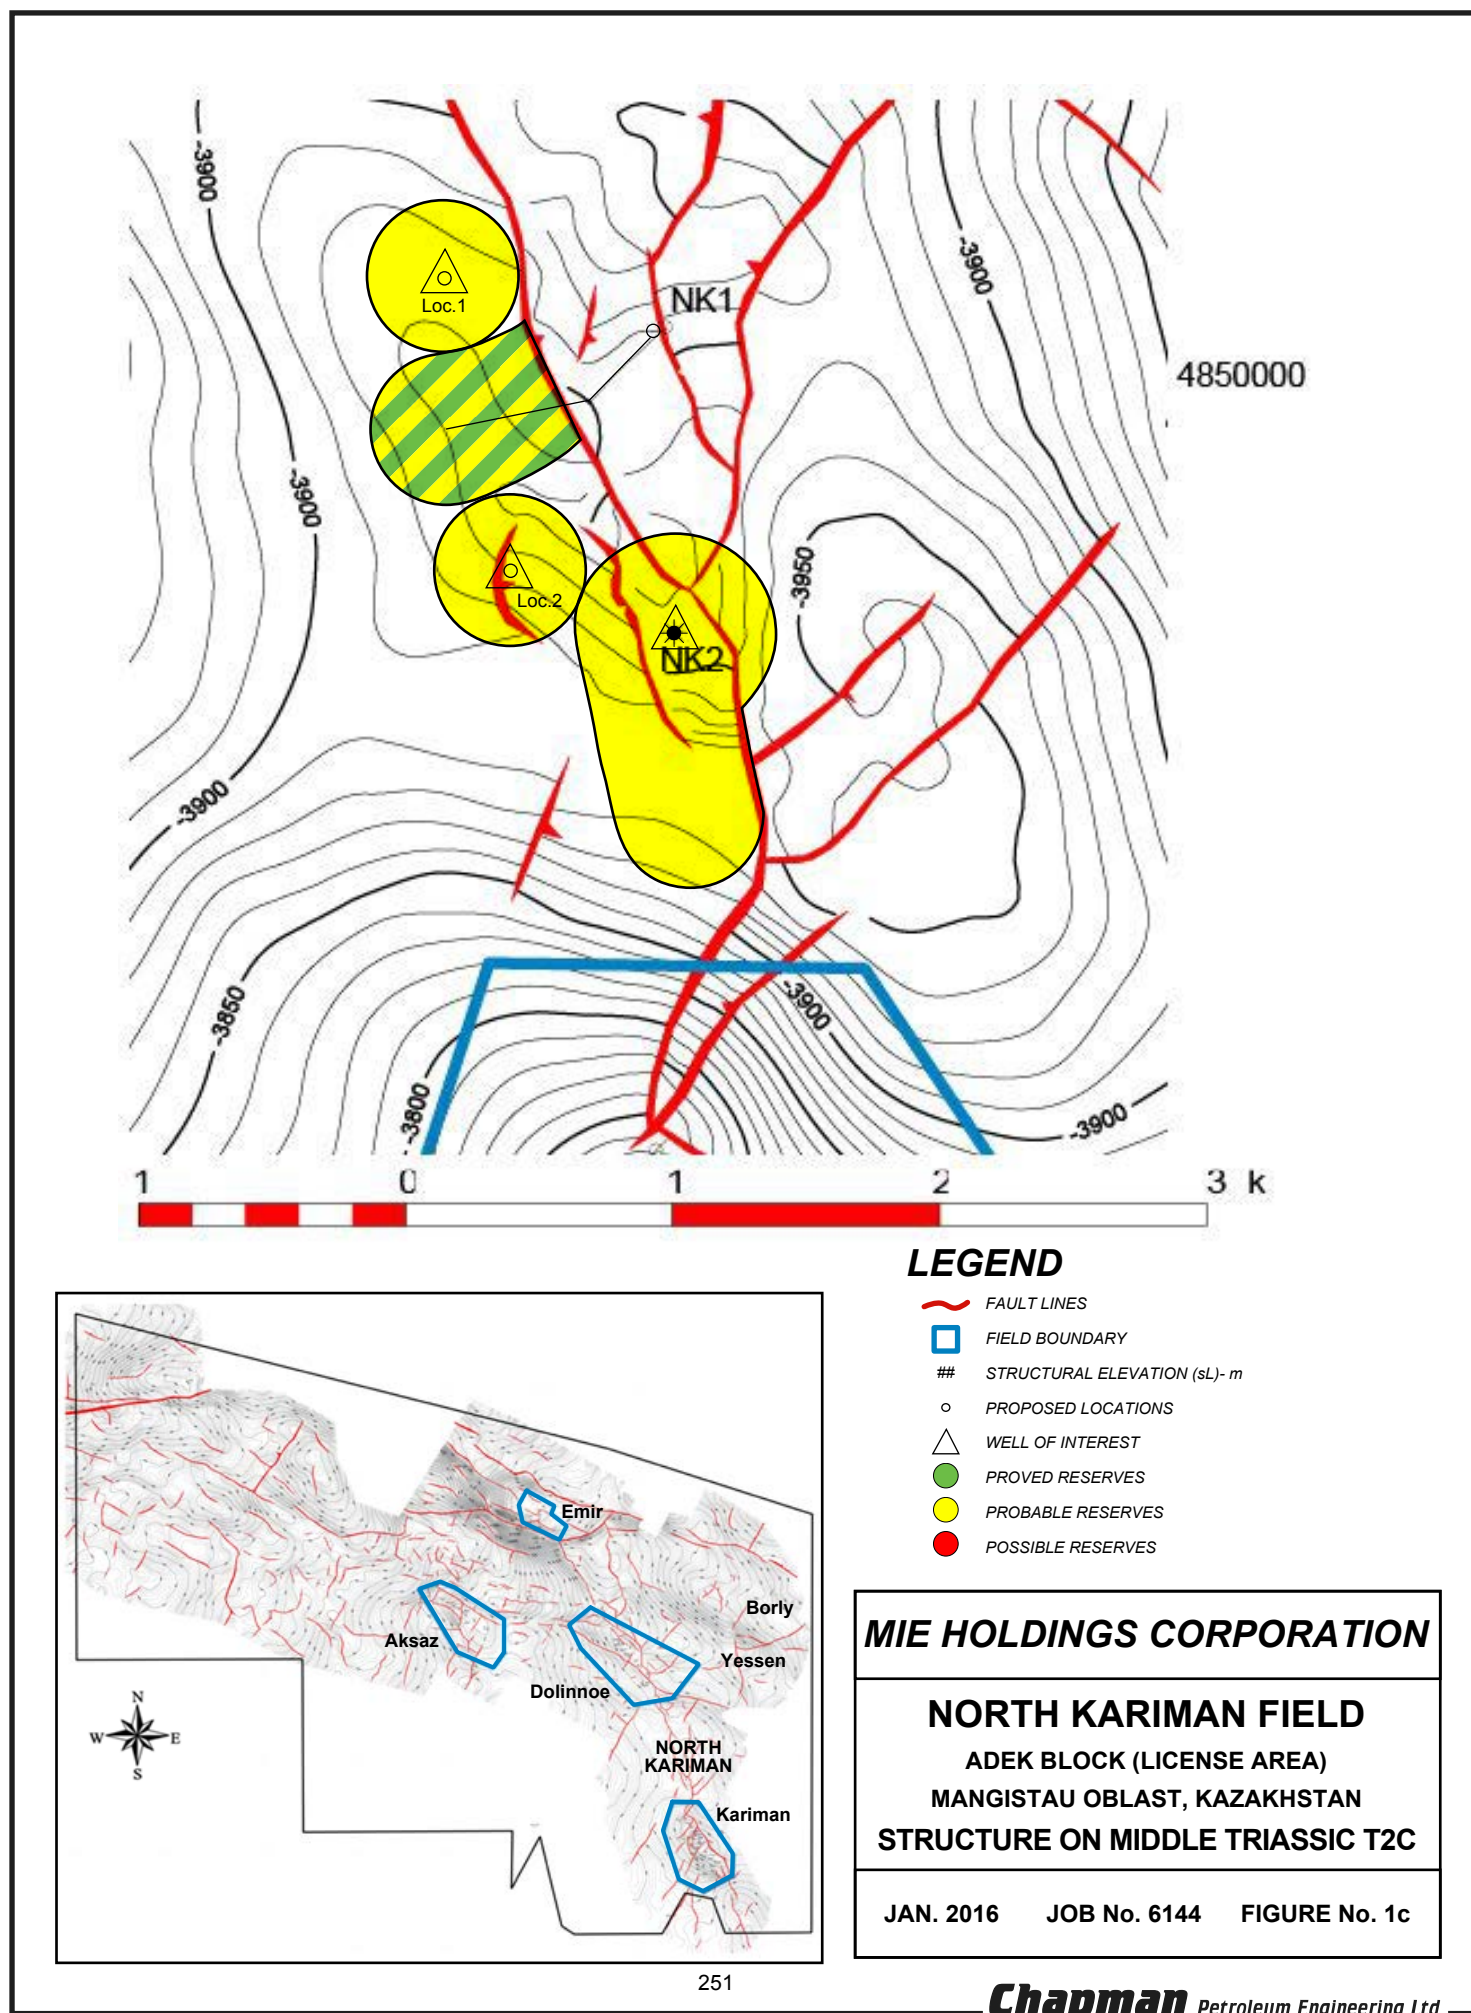 -3900
-3900
NK1
Loc.1
4850000
-3900
-3950
Loc.2
NK2
-3900
-3850
-3900
-3800
-3900
1 0 1 2 3 k
LEGEND
FAULT LINES
FIELD BOUNDARY
## STRUCTURAL ELEVATION (sL)- m
PROPOSED LOCATIONS
WELL OF INTEREST
PROVED RESERVES
PROBABLE RESERVES
POSSIBLE RESERVES
Emir
Borly
Aksaz
Yessen
Dolinnoe
N
W E
S
NORTH
KARIMAN
Kariman
MIE HOLDINGS CORPORATION
NORTH KARIMAN FIELD
ADEK BLOCK (LICENSE AREA)
MANGISTAU OBLAST, KAZAKHSTAN
STRUCTURE ON MIDDLE TRIASSIC T2C
JAN. 2016 JOB No. 6144 FIGURE No. 1c
251
Chapman Petroleum Engineering Ltd